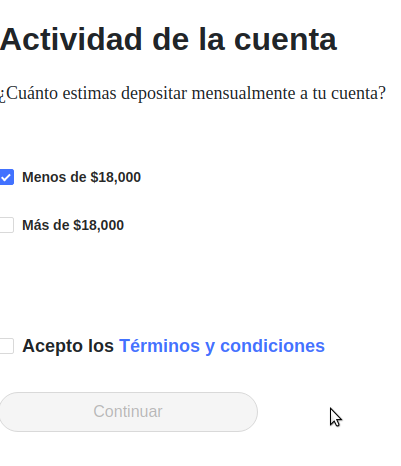 Actividad de la cuenta
¿Cuánto estimas depositar mensualmente a tu cuenta?
Menos de $18,000
Más de $18,000
Acepto los Términos y condiciones
Continuar